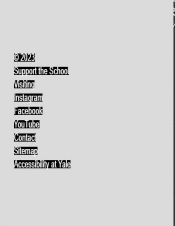 © 2023
Support the School
Visiting
Instagram
Facebook
YouTube
Contact
Sitemap
Accessibility at Yale